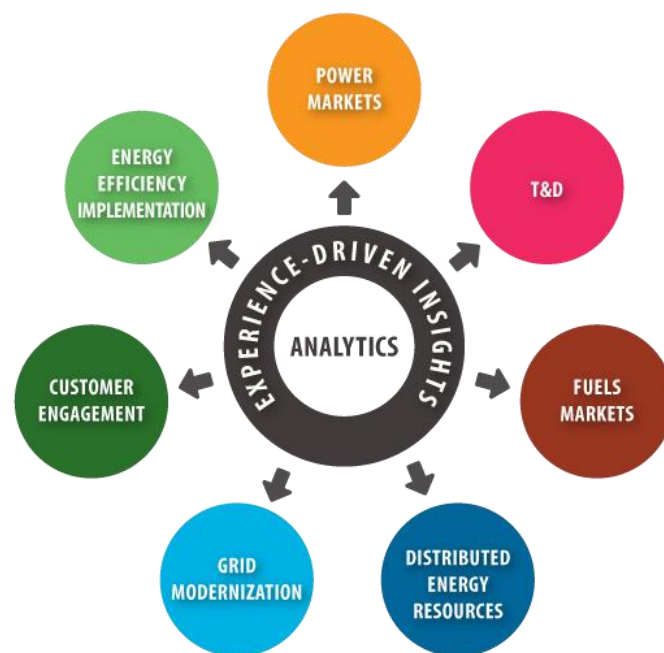 POWER
MARKETS
ENERGY
EFFICIENCY
IMPLEMENTATION
T&D
EXPERIENCE-DRIVEN INSIGHTS
ANALYTICS
CUSTOMER
ENGAGEMENT
FUELS
MARKETS
GRID
MODERNIZATION
DISTRIBUTED
ENERGY
RESOURCES